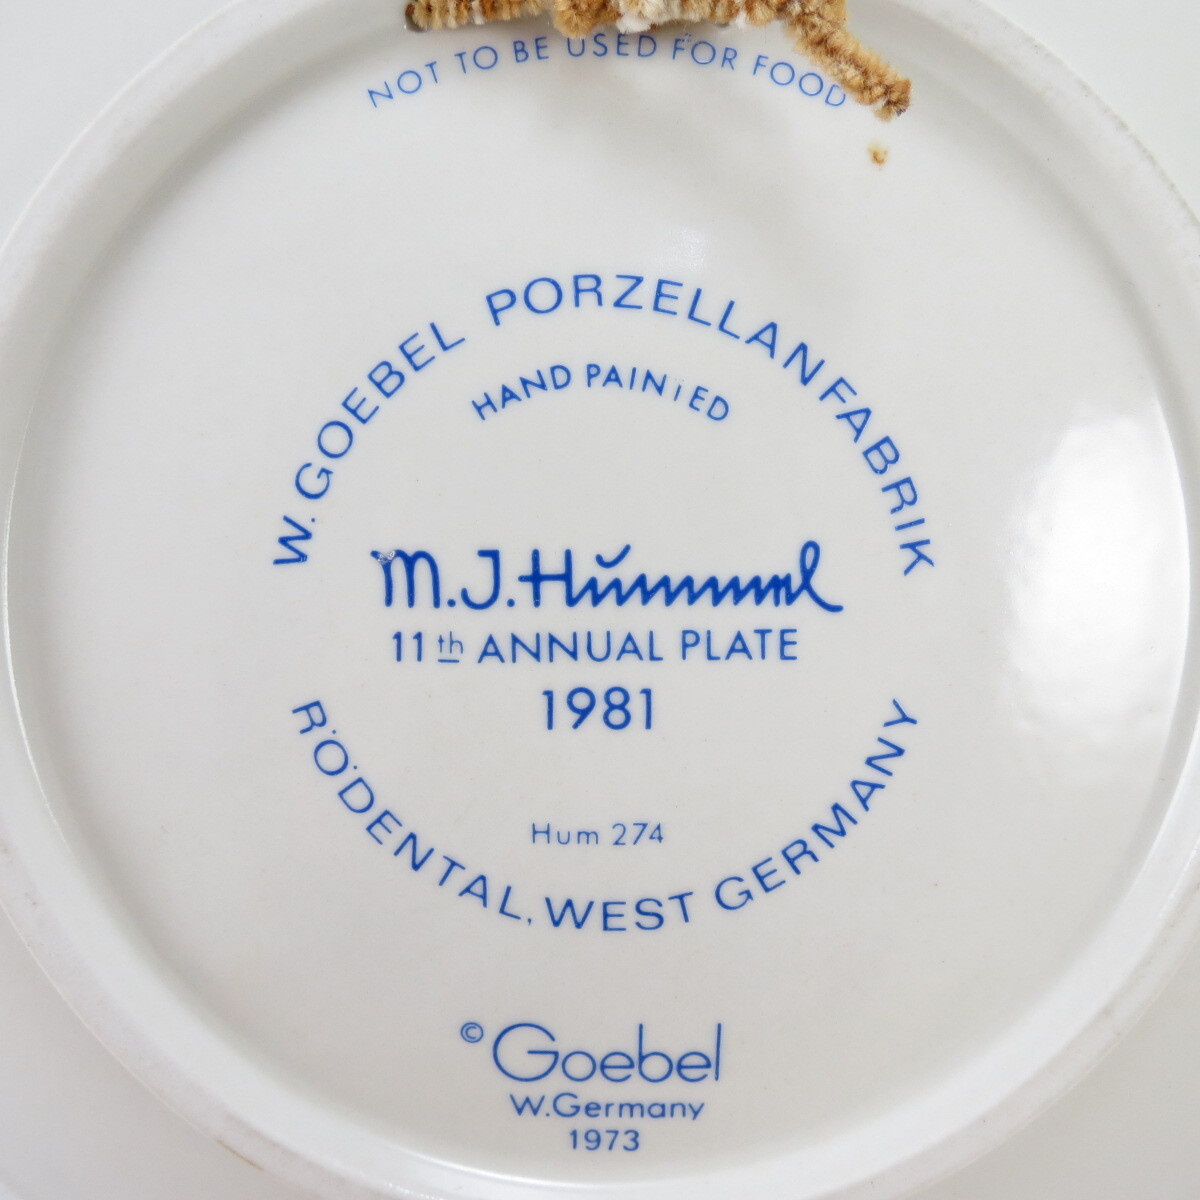 NOT TO BE USED FOR FOOD
W. GOEBEL PORZELLANFABRIK
HAND PAINTED
M.J. Hummel
11th ANNUAL PLATE
1981
Hum 274
RÖDENTAL, WEST GERMANY
© Goebel
W.Germany
1973